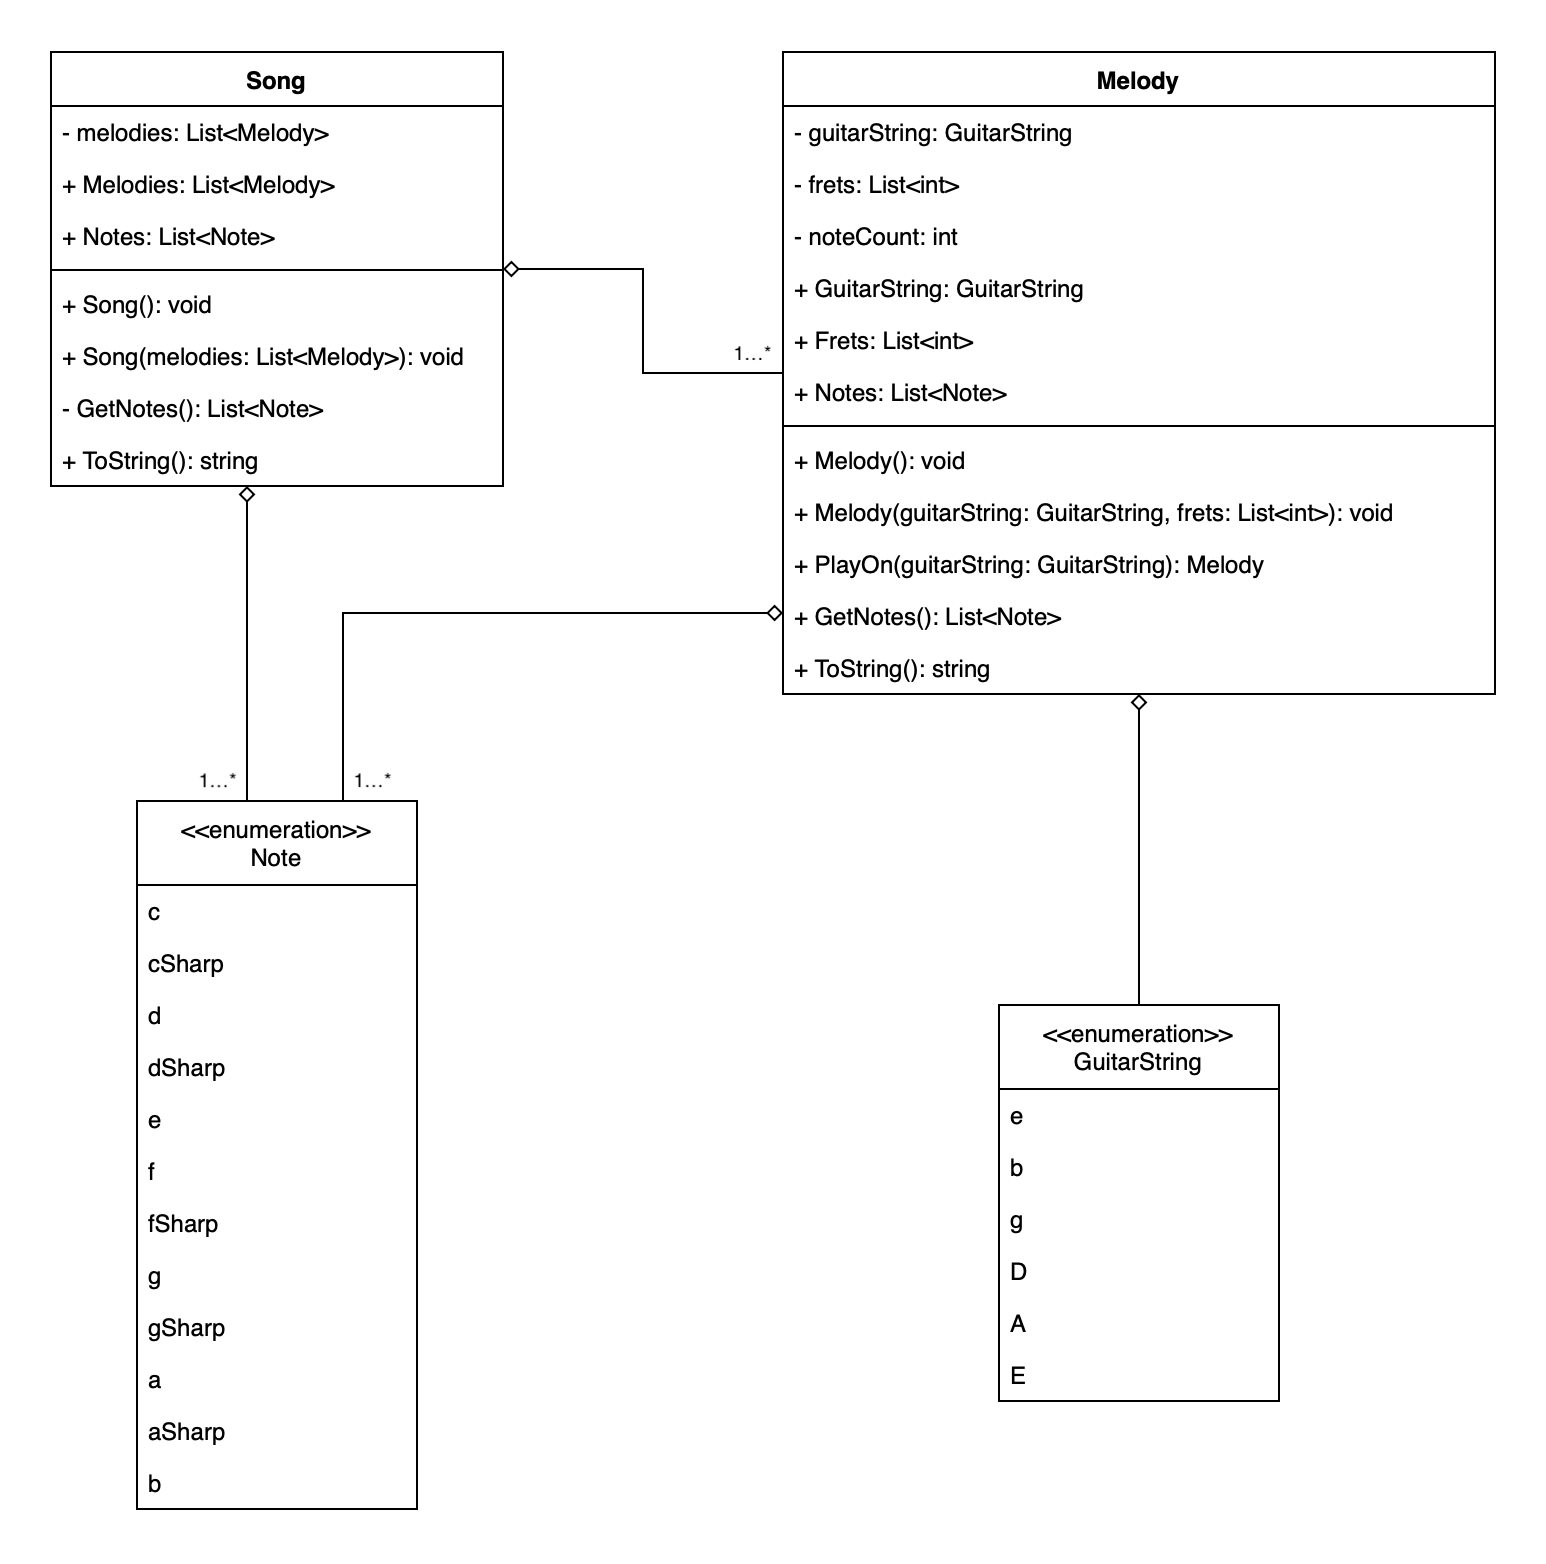 Song
- melodies: List<Melody>
+ Melodies: List<Melody>
+ Notes: List<Note>
+ Song(): void
+ Song(melodies: List<Melody>): void
- GetNotes(): List<Note>
+ ToString(): string
1...*
Melody
- guitarString: GuitarString
- frets: List<int>
- noteCount: int
+ GuitarString: GuitarString
+ Frets: List<int>
+ Notes: List<Note>
+ Melody(): void
+ Melody(guitarString: GuitarString, frets: List<int>): void
+ PlayOn(guitarString: GuitarString): Melody
+ GetNotes(): List<Note>
+ ToString(): string
1...*
1...*
<<enumeration>>
Note
c
cSharp
d
dSharp
e
f
fSharp
g
gSharp
a
aSharp
b
<<enumeration>>
GuitarString
e
b
g
D
A
E